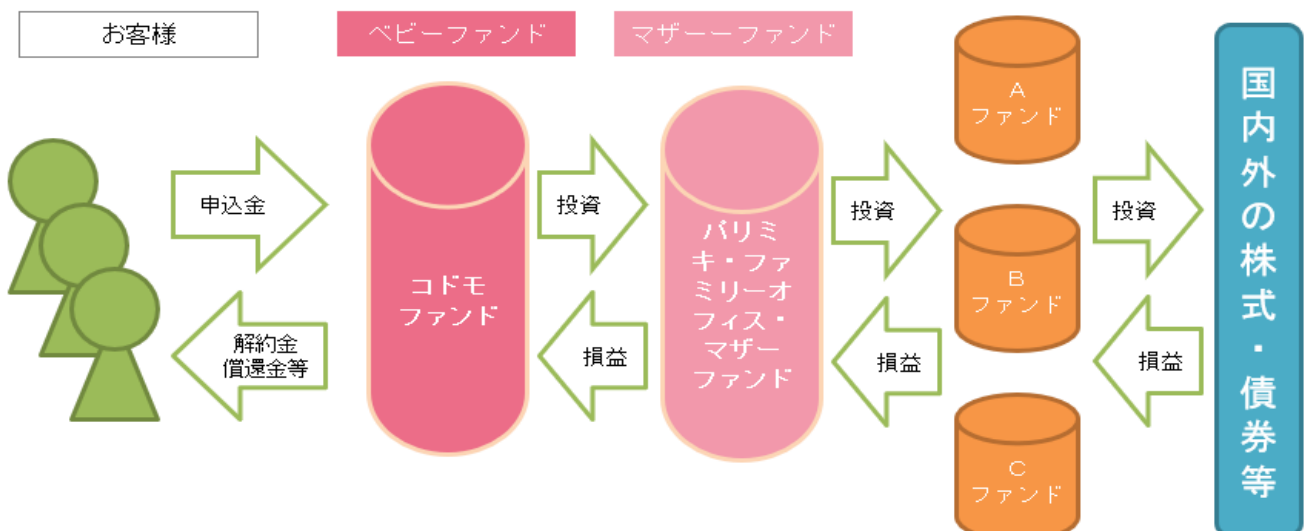 お客様
ベビーファンド
マザーーファンド
申込金
解約金
償還金等
コドモ
ファンド
投資
損益
パリミ
キ・ファ
ミリーオ
フィス・
マザー
ファンド
投資
損益
A
ファンド
B
ファンド
C
ファンド
投資
損益
国内外の株式・債券等